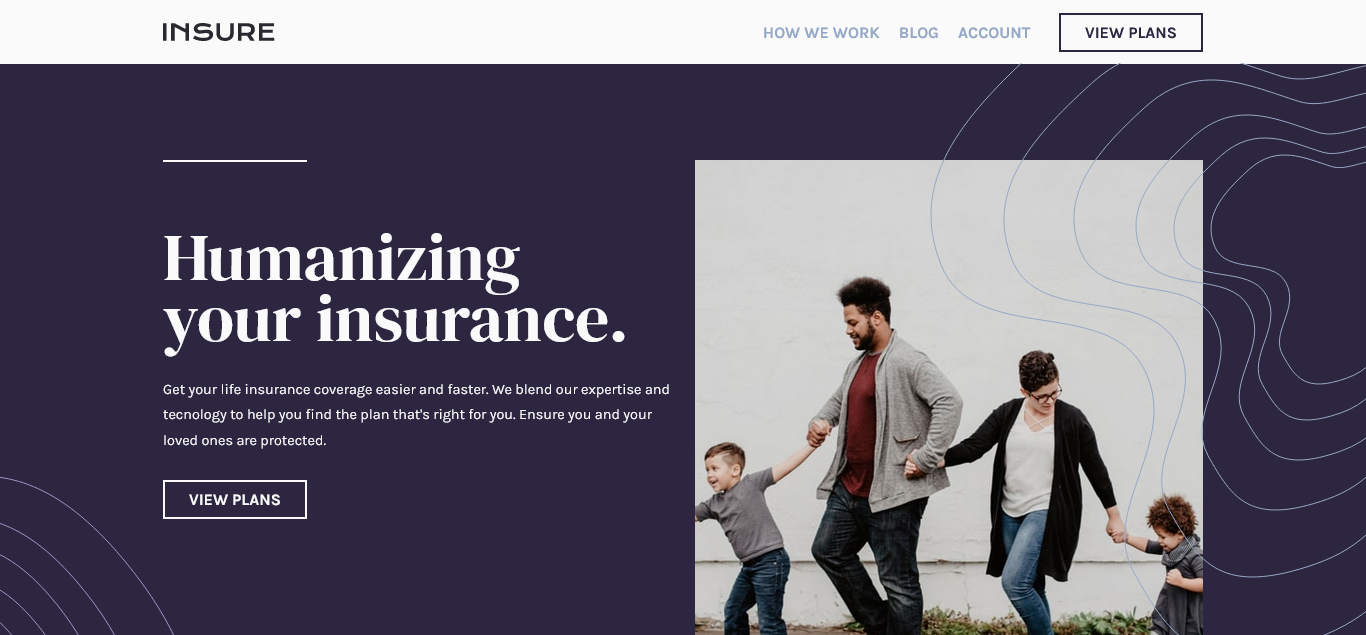 INSURE
HOW WE WORK BLOG ACCOUNT VIEW PLANS
Humanizing
your insurance.
Get your life insurance coverage easier and faster. We blend our expertise and
tecnology to help you find the plan that's right for you. Ensure you and your
loved ones are protected.
VIEW PLANS